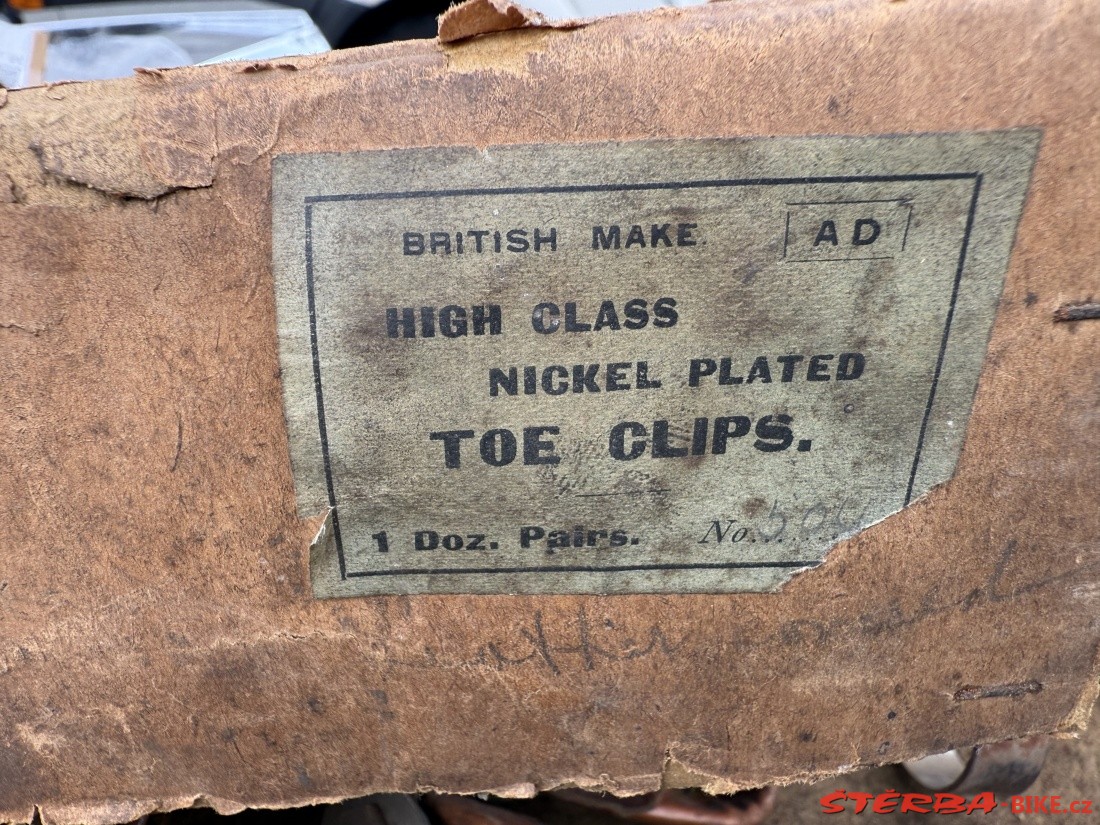 BRITISH MAKE. AD
HIGH CLASS
NICKEL PLATED
TOE CLIPS.
1 Doz. Pairs. No.
ŠTĚRBA-BIKE.cz